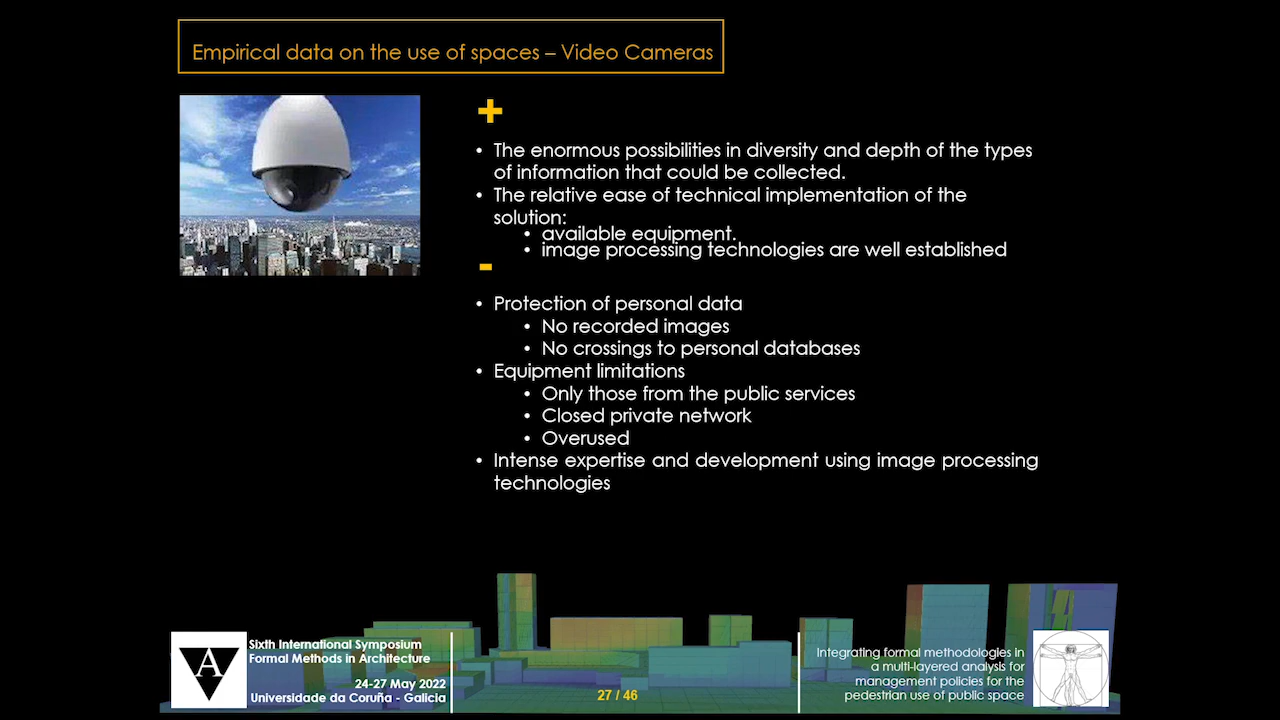 Empirical data on the use of spaces – Video Cameras
+
• The enormous possibilities in diversity and depth of the types
of information that could be collected.
• The relative ease of technical implementation of the
solution:
• available equipment.
• image processing technologies are well established
-
• Protection of personal data
• No recorded images
• No crossings to personal databases
• Equipment limitations
• Only those from the public services
• Closed private network
• Overused
• Intense expertise and development using image processing
technologies
A
Sixth International Symposium
Formal Methods in Architecture
24-27 May 2022
Universidade da Coruña - Galicia
27 / 46
Integrating formal methodologies in
a multi-layered analysis for
management policies for the
pedestrian use of public space